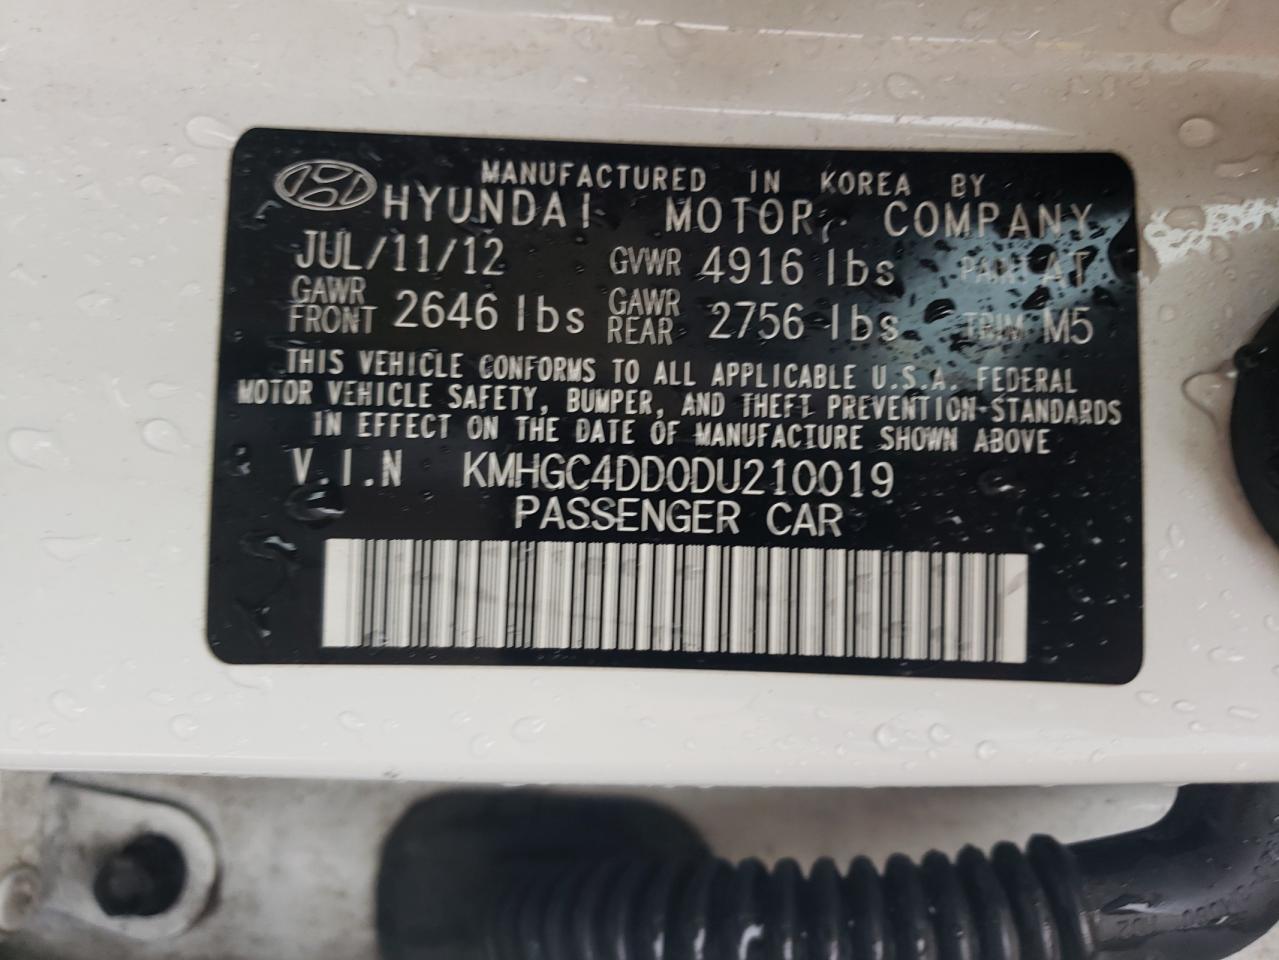 MANUFACTURED IN KOREA BY
HYUNDAI MOTOR COMPANY
JUL/11/12 GVWR 4916 lbs PAINT AT
GAWR FRONT 2646 lbs GAWR REAR 2756 lbs TRIM M5
THIS VEHICLE CONFORMS TO ALL APPLICABLE U.S.A. FEDERAL
MOTOR VEHICLE SAFETY, BUMPER, AND THEFT PREVENTION STANDARDS
IN EFFECT ON THE DATE OF MANUFACTURE SHOWN ABOVE
V.I.N KMHGC4DD0DU210019
PASSENGER CAR